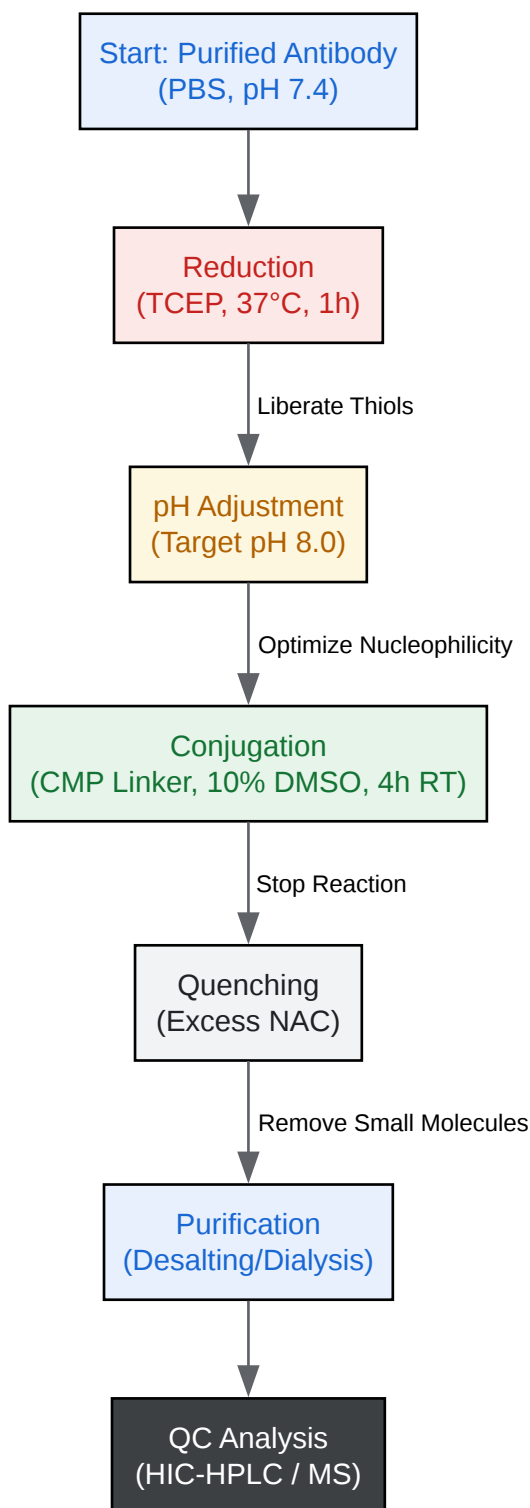 Start: Purified Antibody
(PBS, pH 7.4)
Reduction
(TCEP, 37°C, 1h)
Liberate Thiols
pH Adjustment
(Target pH 8.0)
Optimize Nucleophilicity
Conjugation
(CMP Linker, 10% DMSO, 4h RT)
Stop Reaction
Quenching
(Excess NAC)
Remove Small Molecules
Purification
(Desalting/Dialysis)
QC Analysis
(HIC-HPLC / MS)